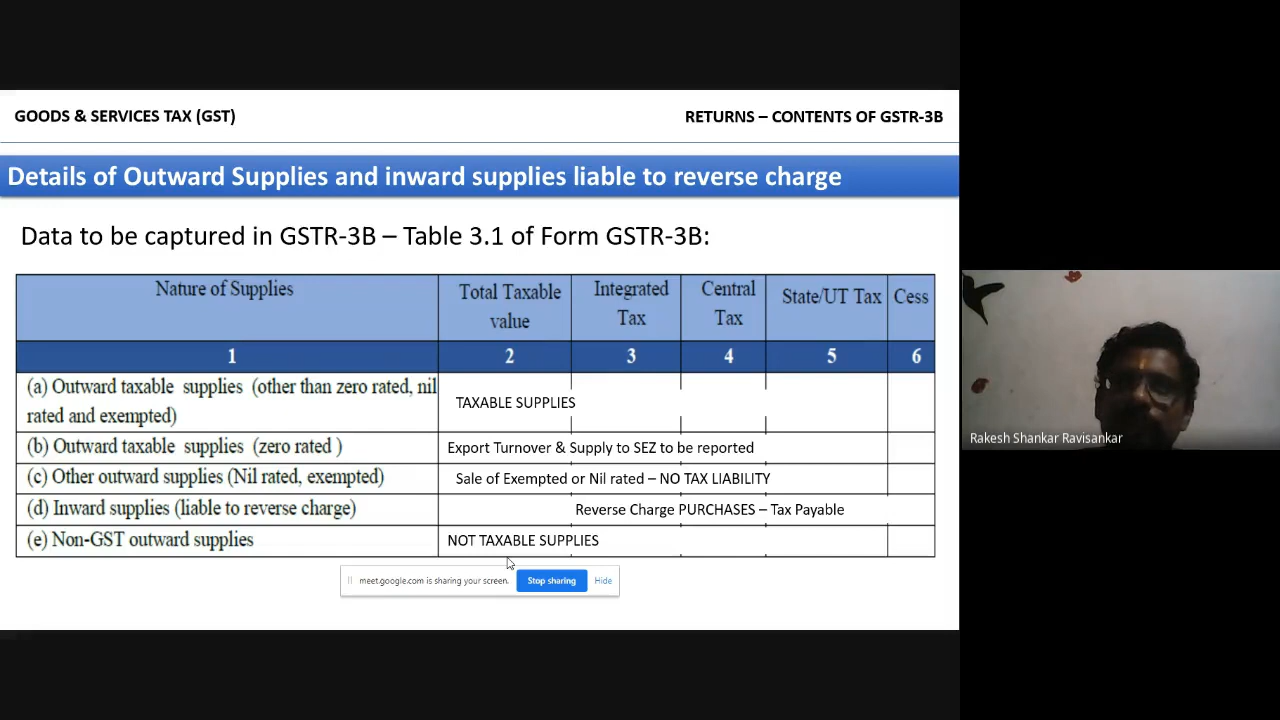 GOODS & SERVICES TAX (GST)
RETURNS – CONTENTS OF GSTR-3B
Details of Outward Supplies and inward supplies liable to reverse charge
Data to be captured in GSTR-3B – Table 3.1 of Form GSTR-3B:
Nature of Supplies
Total Taxable
value
Integrated
Tax
Central
Tax
State/UT Tax
Cess
1
2
3
4
5
6
(a) Outward taxable supplies (other than zero rated, nil
rated and exempted)
TAXABLE SUPPLIES
(b) Outward taxable supplies (zero rated )
Export Turnover & Supply to SEZ to be reported
(c) Other outward supplies (Nil rated, exempted)
Sale of Exempted or Nil rated – NO TAX LIABILITY
(d) Inward supplies (liable to reverse charge)
Reverse Charge PURCHASES – Tax Payable
(e) Non-GST outward supplies
NOT TAXABLE SUPPLIES
meet.google.com is sharing your screen.
Stop sharing
Hide
Rakesh Shankar Ravisankar